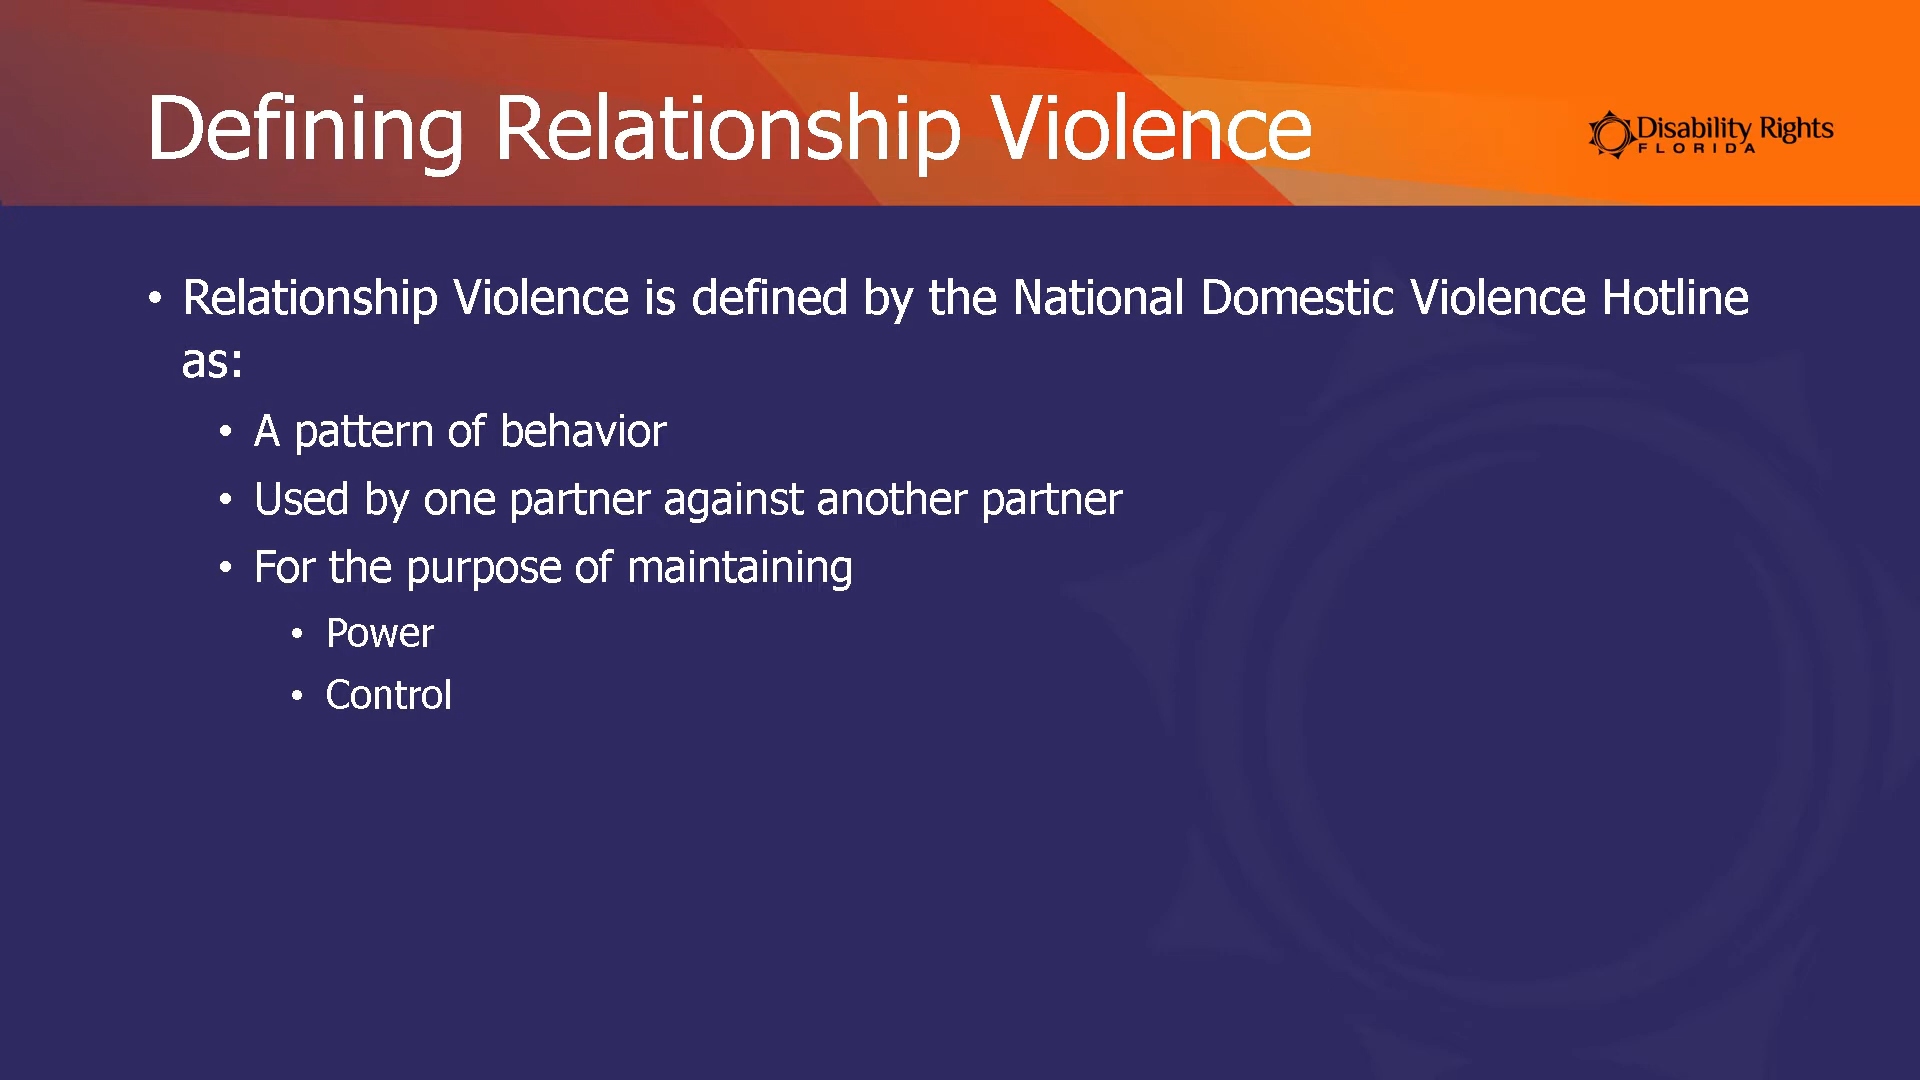 Defining Relationship Violence
Disability Rights
FLORIDA
• Relationship Violence is defined by the National Domestic Violence Hotline
as:
• A pattern of behavior
• Used by one partner against another partner
• For the purpose of maintaining
• Power
• Control